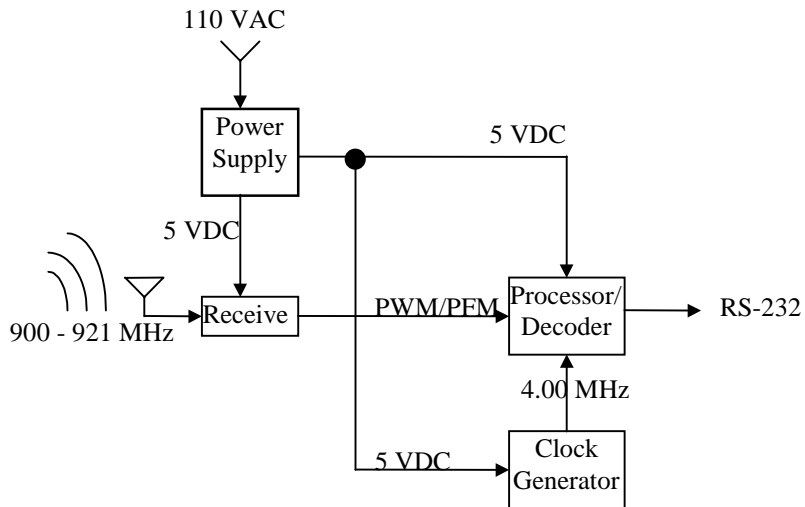 110 VAC
Power
Supply
5 VDC
5 VDC
900 - 921 MHz
Receive
PWM/PFM
Processor/
Decoder
RS-232
4.00 MHz
5 VDC
Clock
Generator